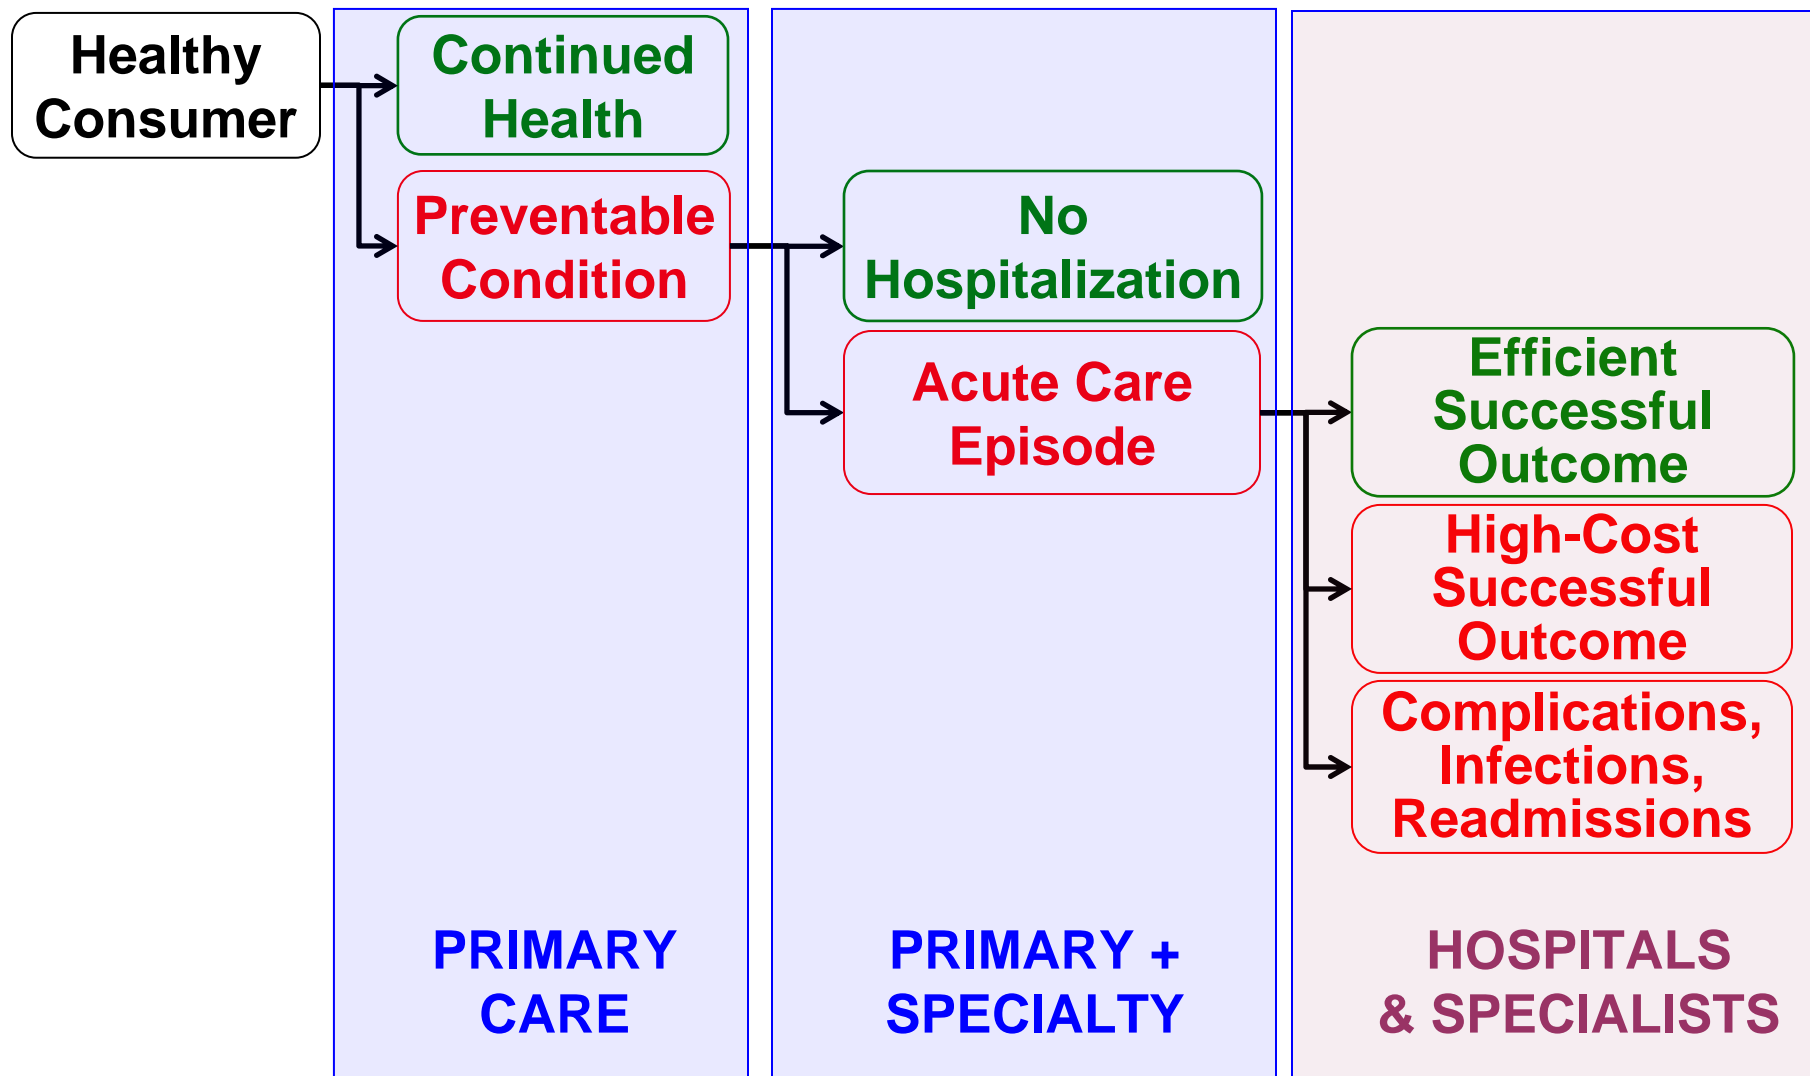 Healthy
Consumer
Continued
Health
Preventable
Condition
No
Hospitalization
Acute Care
Episode
Efficient
Successful
Outcome
High-Cost
Successful
Outcome
Complications,
Infections,
Readmissions
PRIMARY
CARE
PRIMARY +
SPECIALTY
HOSPITALS
& SPECIALISTS